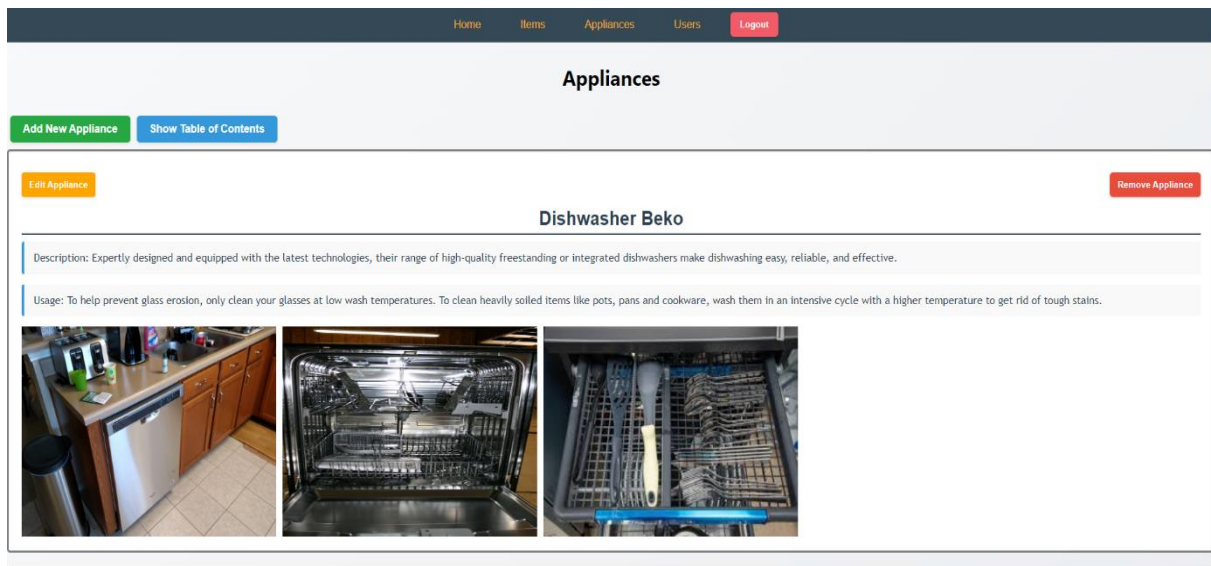 Home Items Appliances Users Logout
Appliances
Add New Appliance Show Table of Contents
Edit Appliance Remove Appliance
Dishwasher Beko
Description: Expertly designed and equipped with the latest technologies, their range of high-quality freestanding or integrated dishwashers make dishwashing easy, reliable, and effective.
Usage: To help prevent glass erosion, only clean your glasses at low wash temperatures. To clean heavily soiled items like pots, pans and cookware, wash them in an intensive cycle with a higher temperature to get rid of tough stains.